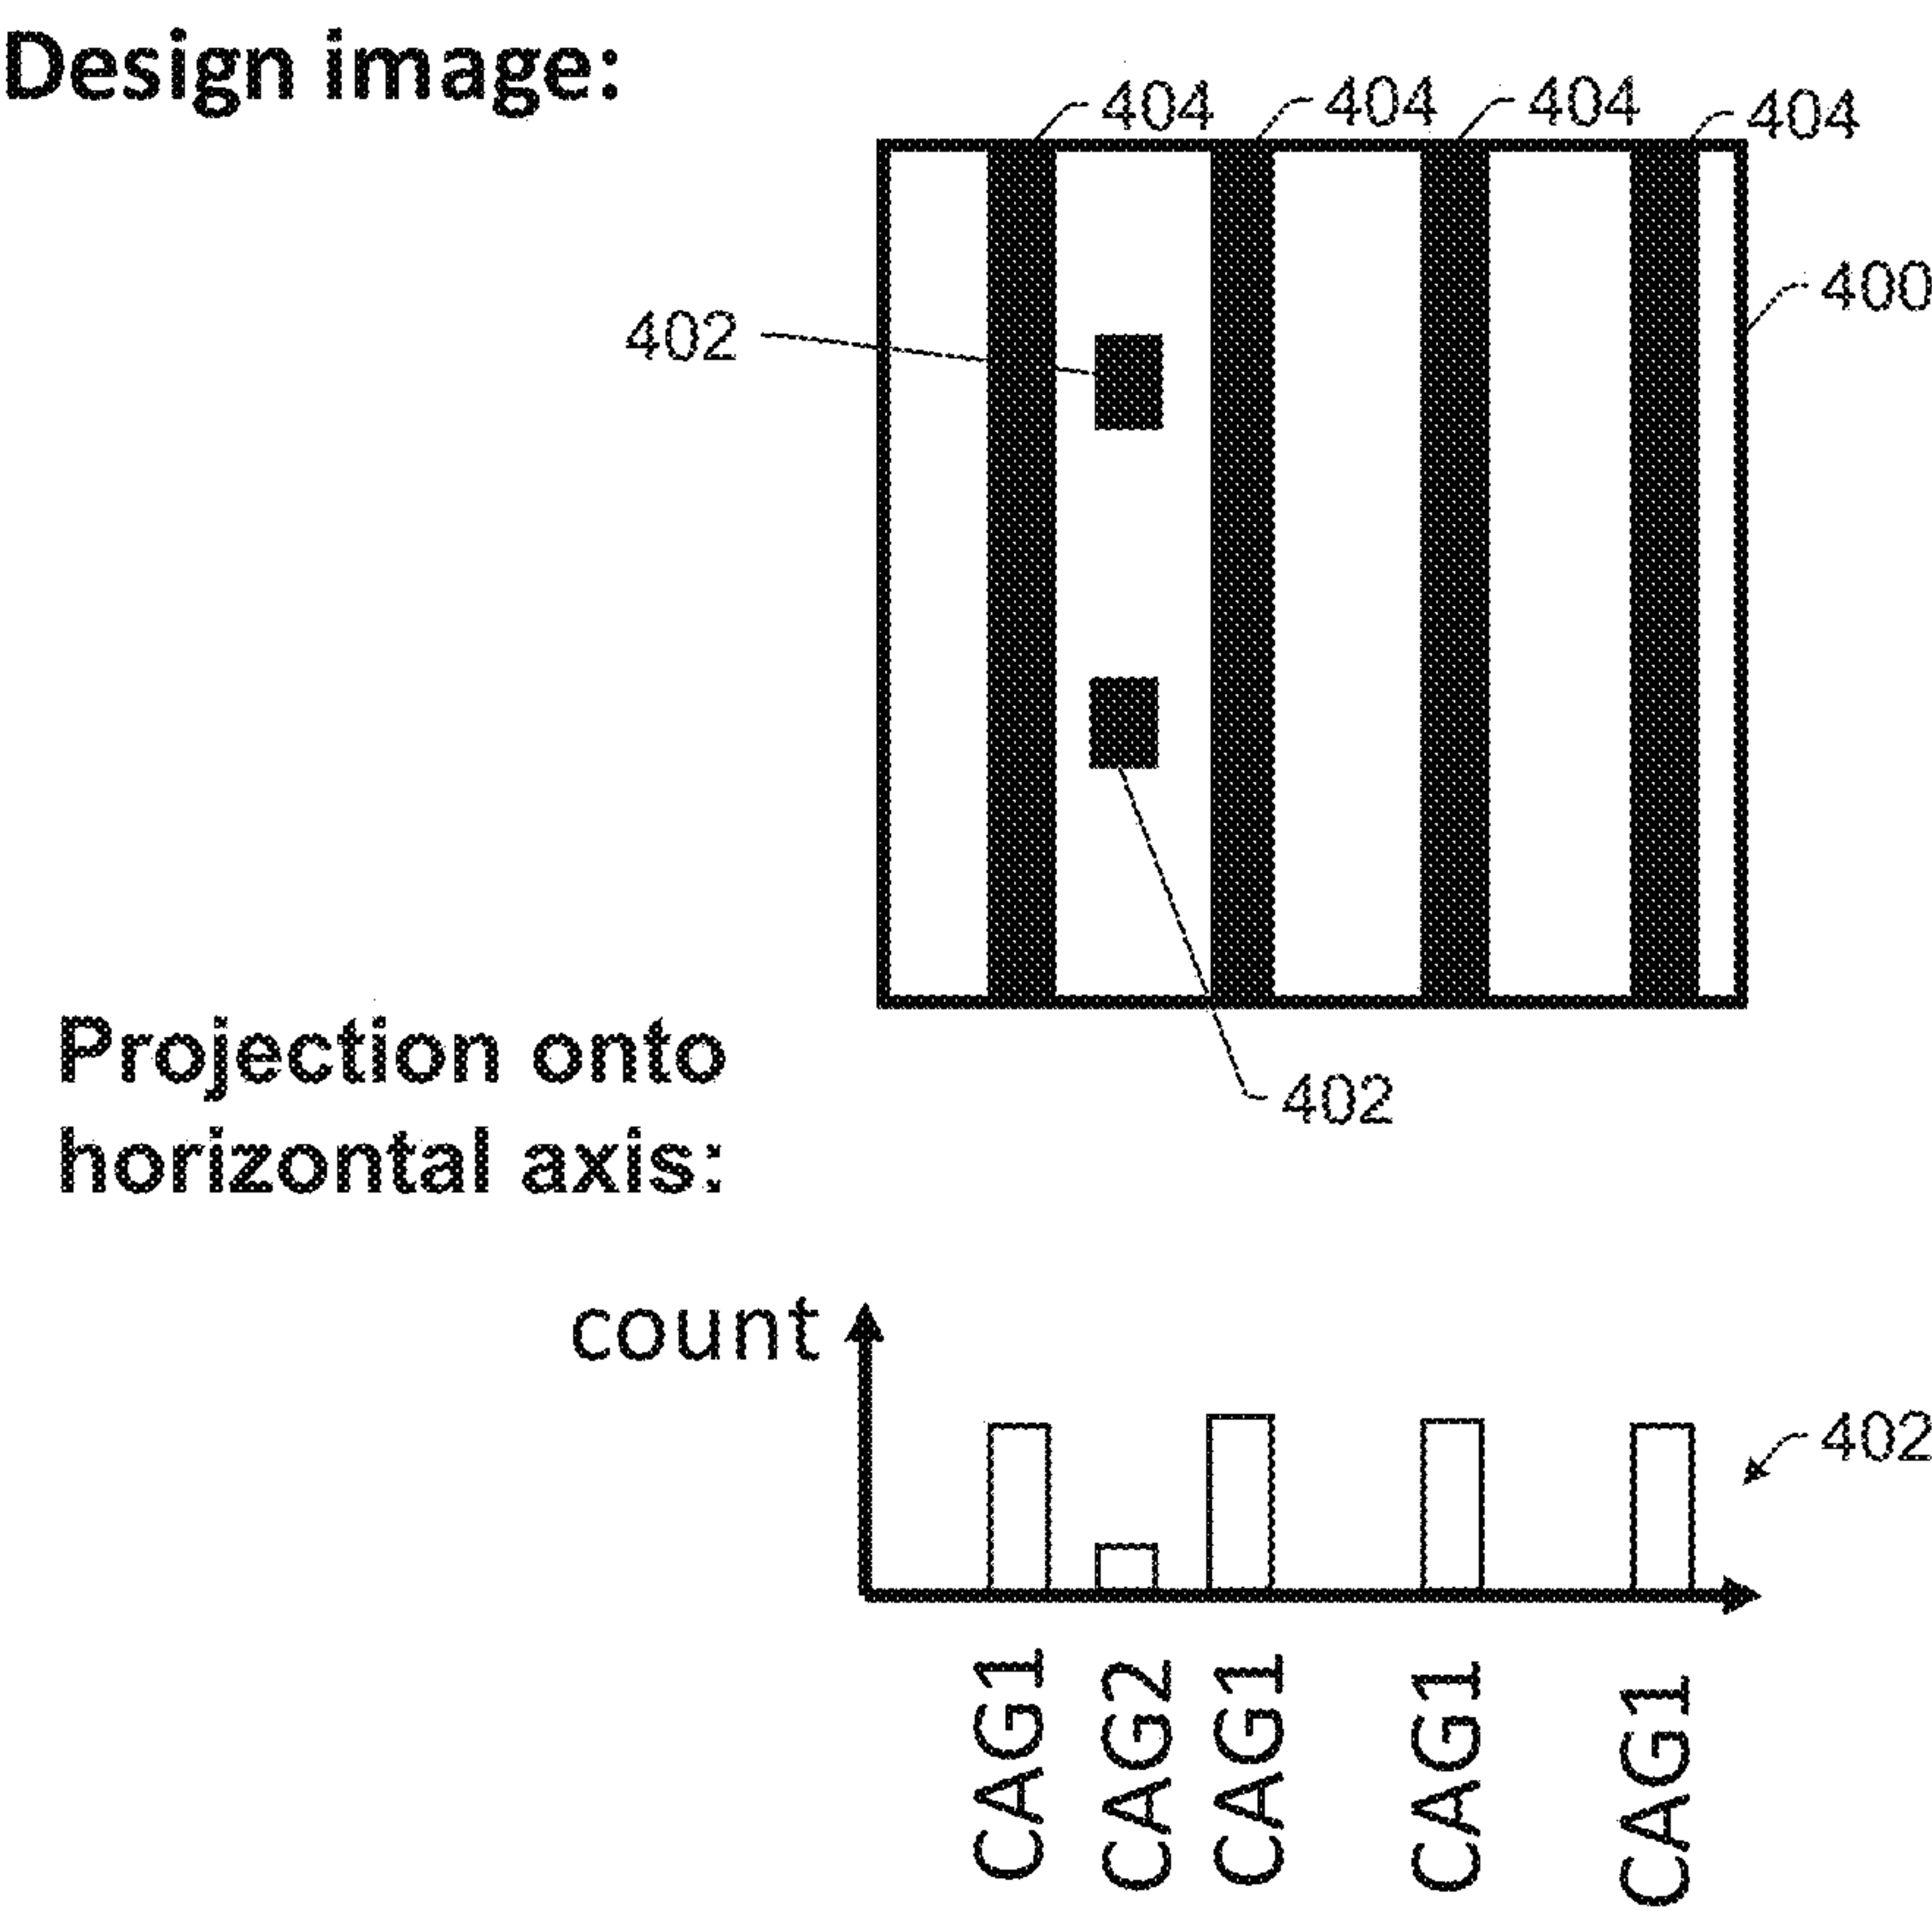 Design image:
404 404 404 404
400
402
Projection onto
horizontal axis:
402
count
402
CAG1 CAG2 CAG1 CAG1 CAG1